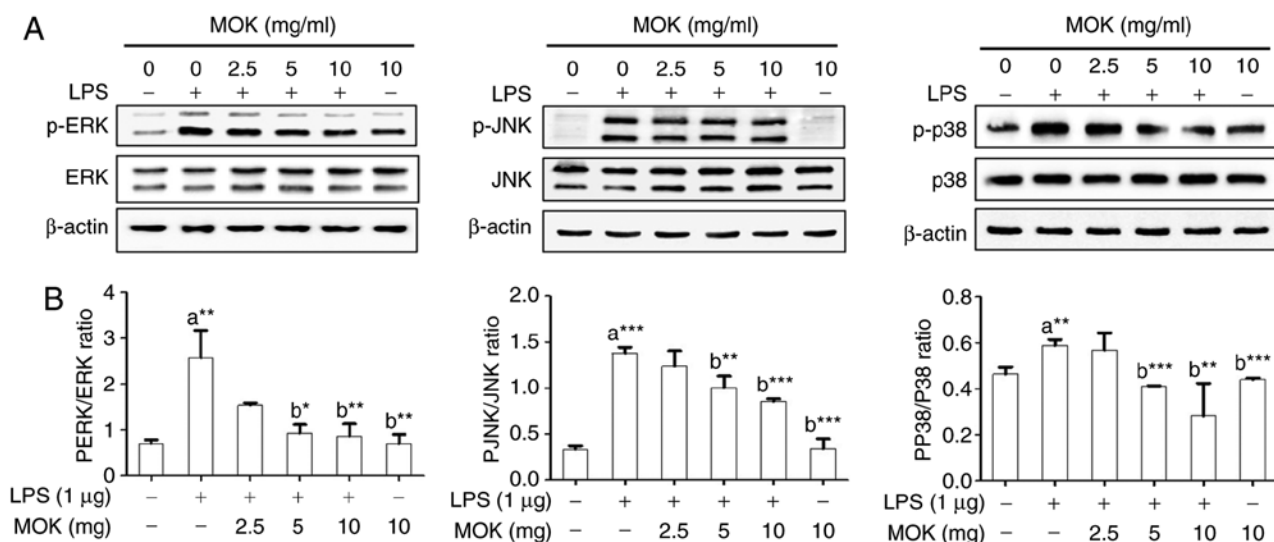 A
MOK (mg/ml)
0 0 2.5 5 10 10
LPS − + + + + −
p-ERK
ERK
β-actin
MOK (mg/ml)
0 0 2.5 5 10 10
LPS − + + + + −
p-JNK
JNK
β-actin
MOK (mg/ml)
0 0 2.5 5 10 10
LPS − + + + + −
p-p38
p38
β-actin
B
PERK/ERK ratio
4
3
2
1
0
a**
b*
b**
b**
LPS (1 µg) − + + + + −
MOK (mg) − − 2.5 5 10 10
PJNK/JNK ratio
2.0
1.5
1.0
0.5
0.0
a***
b**
b***
b***
LPS (1 µg) − + + + + −
MOK (mg) − − 2.5 5 10 10
PP38/P38 ratio
0.8
0.6
0.4
0.2
0.0
a**
b***
b**
b***
LPS (1 µg) − + + + + −
MOK (mg) − − 2.5 5 10 10